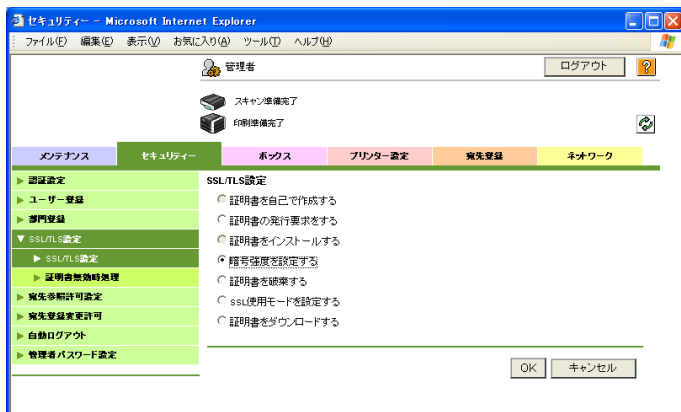 セキュリティー - Microsoft Internet Explorer
ファイル(F) 編集(E) 表示(V) お気に入り(A) ツール(T) ヘルプ(H)
管理者 ログアウト ?
スキャン準備完了
印刷準備完了
メンテナンス セキュリティー ボックス プリンター設定 宛先登録 ネットワーク
認証設定
ユーザー登録
部門登録
SSL/TLS設定
SSL/TLS設定
証明書無効時処理
宛先参照許可設定
宛先登録変更許可
自動ログアウト
管理者パスワード設定
SSL/TLS設定
証明書を自己で作成する
証明書の発行要求をする
証明書をインストールする
暗号強度を設定する
証明書を破棄する
SSL使用モードを設定する
証明書をダウンロードする
OK キャンセル